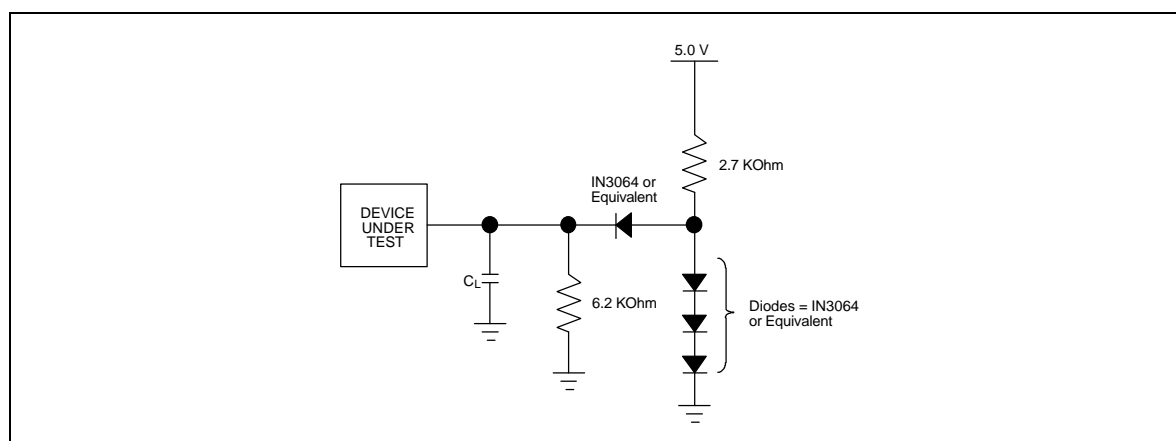 5.0 V
2.7 KOhm
IN3064 or
Equivalent
DEVICE
UNDER
TEST
CL
6.2 KOhm
Diodes = IN3064
or Equivalent